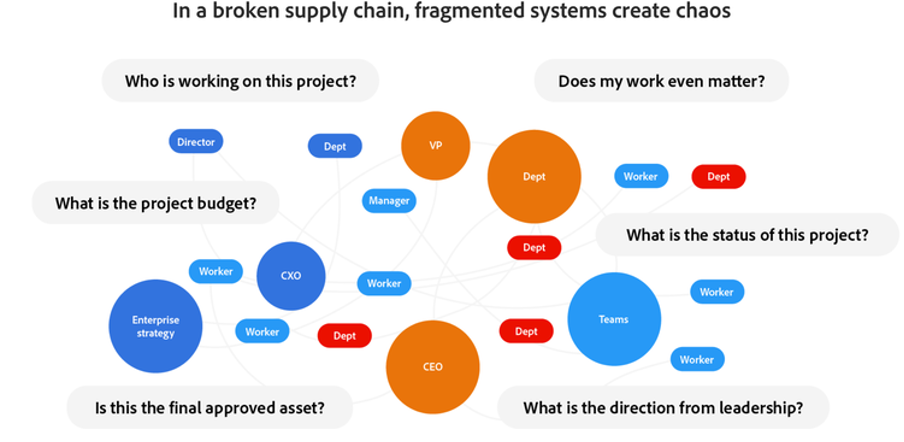 In a broken supply chain, fragmented systems create chaos
Who is working on this project?
Does my work even matter?
Director
Dept
VP
Dept
Worker
Dept
What is the project budget?
Manager
What is the status of this project?
Dept
Worker
CXO
Worker
Worker
Enterprise
strategy
Worker
Dept
Dept
Teams
CEO
Worker
Is this the final approved asset?
What is the direction from leadership?